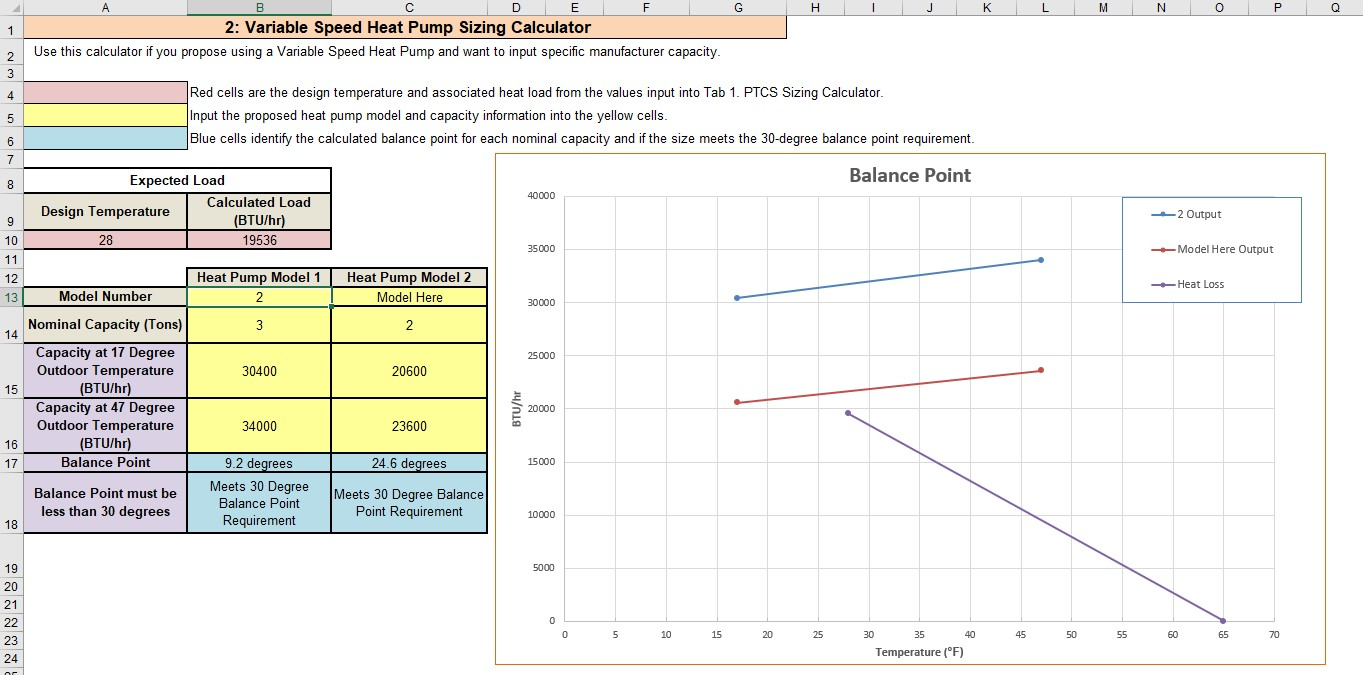 A B C D E F G H I J K L M N O P Q
1 2: Variable Speed Heat Pump Sizing Calculator
2 Use this calculator if you propose using a Variable Speed Heat Pump and want to input specific manufacturer capacity.
3
4 Red cells are the design temperature and associated heat load from the values input into Tab 1. PTCS Sizing Calculator.
5 Input the proposed heat pump model and capacity information into the yellow cells.
6 Blue cells identify the calculated balance point for each nominal capacity and if the size meets the 30-degree balance point requirement.
7
8 Expected Load
9 Design Temperature
Calculated Load
(BTU/hr)
10 28 19536
11
12 Heat Pump Model 1 Heat Pump Model 2
13 Model Number 2 Model Here
14 Nominal Capacity (Tons) 3 2
Capacity at 17 Degree
Outdoor Temperature
(BTU/hr)
15 30400 20600
Capacity at 47 Degree
Outdoor Temperature
(BTU/hr)
16 34000 23600
17 Balance Point 9.2 degrees 24.6 degrees
Balance Point must be
less than 30 degrees
Meets 30 Degree
Balance Point
Requirement
Meets 30 Degree Balance
Point Requirement
18
19
20
21
22
23
24
25
Balance Point
40000
35000
30000
25000
20000
15000
10000
5000
0
BTU/hr
0 5 10 15 20 25 30 35 40 45 50 55 60 65 70
Temperature (°F)
2 Output
Model Here Output
Heat Loss